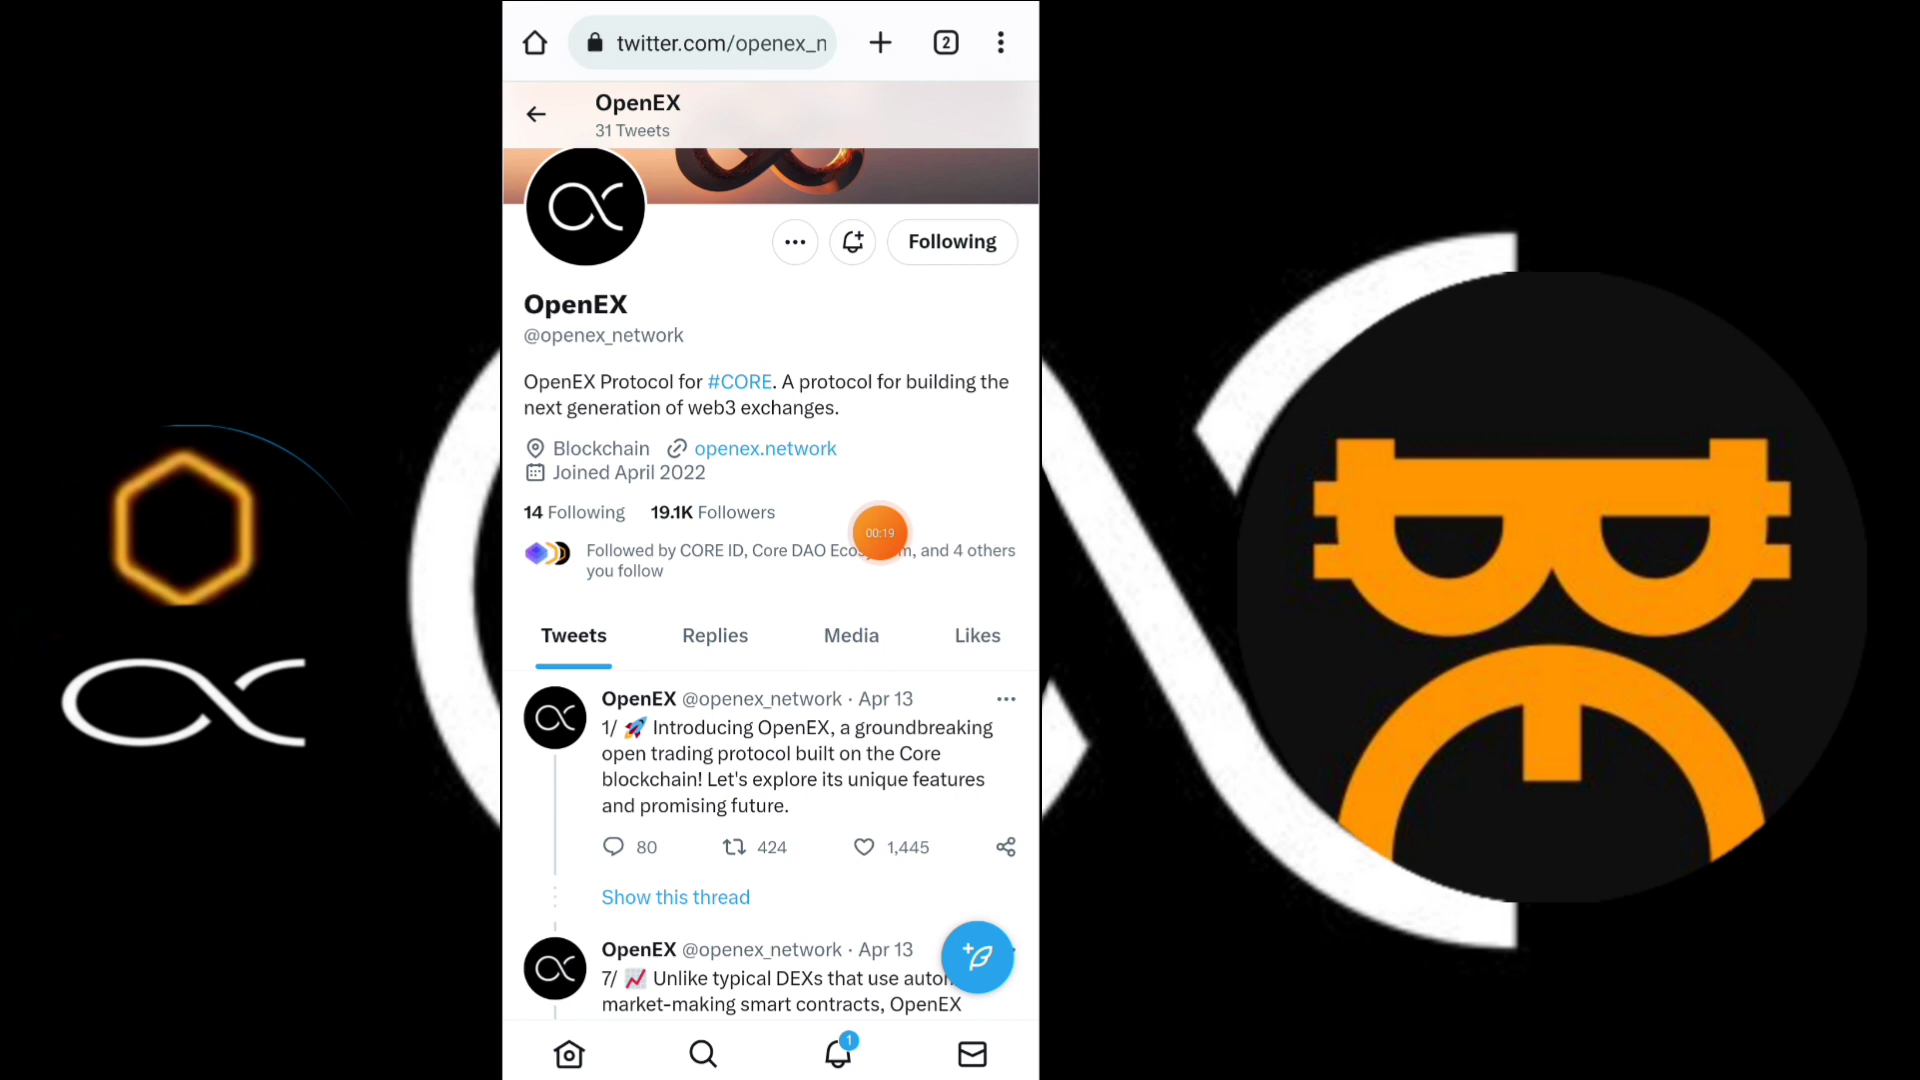 twitter.com/openex_n
2
OpenEX
31 Tweets
Following
OpenEX
@openex_network
OpenEX Protocol for #CORE. A protocol for building the
next generation of web3 exchanges.
Blockchain openex.network
Joined April 2022
14 Following 19.1K Followers
00:19
Followed by CORE ID, Core DAO and 4 others
you follow
Tweets Replies Media Likes
OpenEX @openex_network · Apr 13
1/ 🚀 Introducing OpenEX, a groundbreaking
open trading protocol built on the Core
blockchain! Let's explore its unique features
and promising future.
80 424 1,445
Show this thread
OpenEX @openex_network · Apr 13
7/ 📈 Unlike typical DEXs that use
market-making smart contracts, OpenEX
1